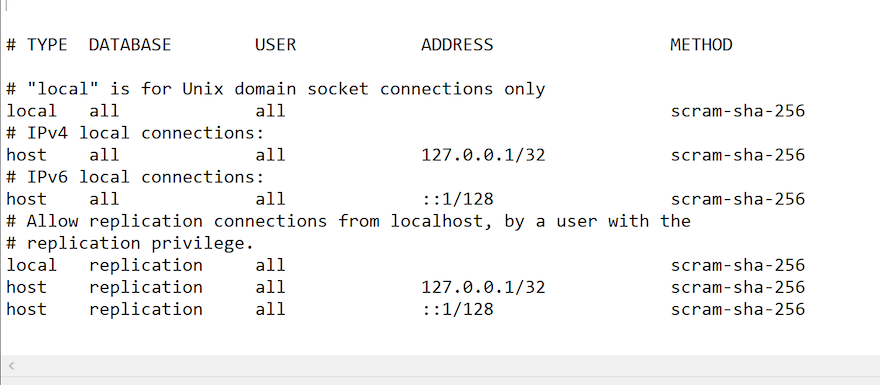 # TYPE  DATABASE        USER            ADDRESS                 METHOD
# "local" is for Unix domain socket connections only
local   all             all                                     scram-sha-256
# IPv4 local connections:
host    all             all             127.0.0.1/32            scram-sha-256
# IPv6 local connections:
host    all             all             ::1/128                 scram-sha-256
# Allow replication connections from localhost, by a user with the
# replication privilege.
local   replication     all                                     scram-sha-256
host    replication     all             127.0.0.1/32            scram-sha-256
host    replication     all             ::1/128                 scram-sha-256